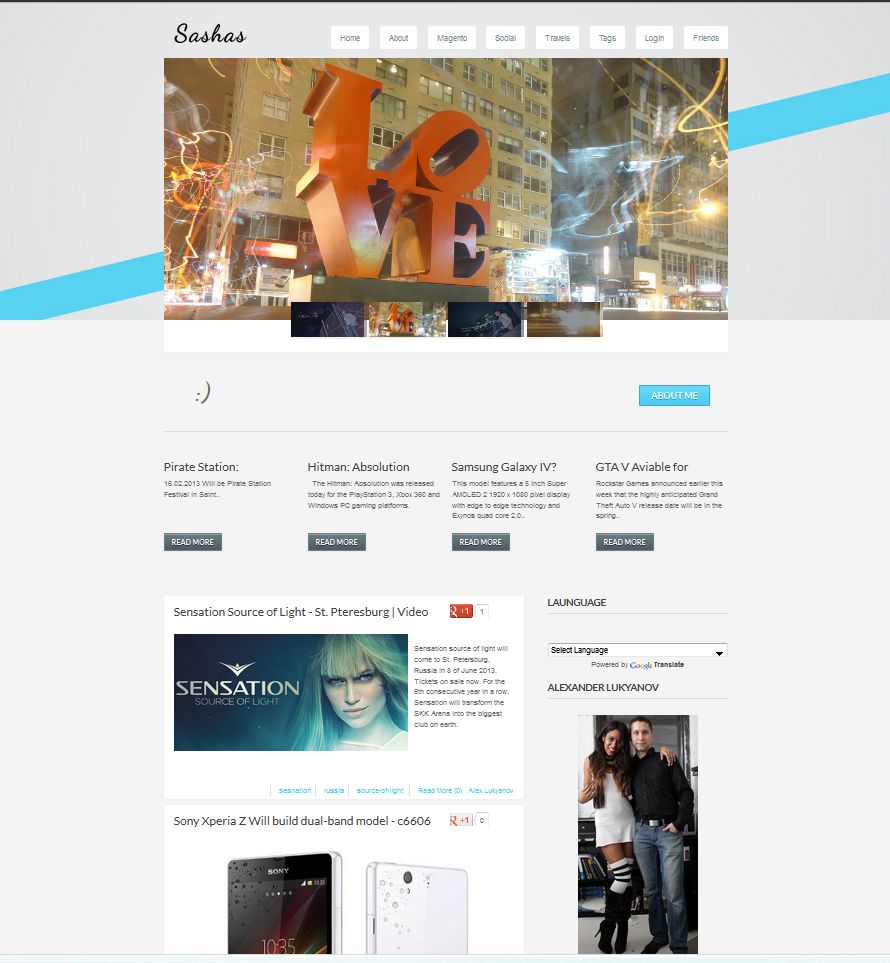 Sashas
Home
About
Magento
Social
Travels
Tags
Login
Friends
LOVE
:)
ABOUT ME
Pirate Station:
16.02.2013 Will be Pirate Station
Festival in Saint..
READ MORE
Hitman: Absolution
The Hitman: Absolution was released
today for the PlayStation 3, Xbox 360 and
Windows PC gaming platforms.
READ MORE
Samsung Galaxy IV?
This model features a 5 inch Super
AMOLED 2 1920 x 1080 pixel display
with edge to edge technology and
Exynos quad core 2.0..
READ MORE
GTA V Aviable for
Rockstar Games announced earlier this
week that the highly anticipated Grand
Theft Auto V release date will be in the
spring..
READ MORE
Sensation Source of Light - St. Pteresburg | Video
+1
1
SENSATION
SOURCE OF LIGHT
Sensation source of light will
come to St. Petersburg,
Russia in 8 of June 2013.
Tickets on sale now. For the
6th consecutive year in a row,
Sensation will transform the
SKK Arena into the biggest
club on earth.
sesnation
russia
source-of-light
Read More (0)
Alex Lukyanov
Sony Xperia Z Will build dual-band model - c6606
+1
0
SONY
10:35
10:35
LAUNGUAGE
Select Language
Powered by Google Translate
ALEXANDER LUKYANOV